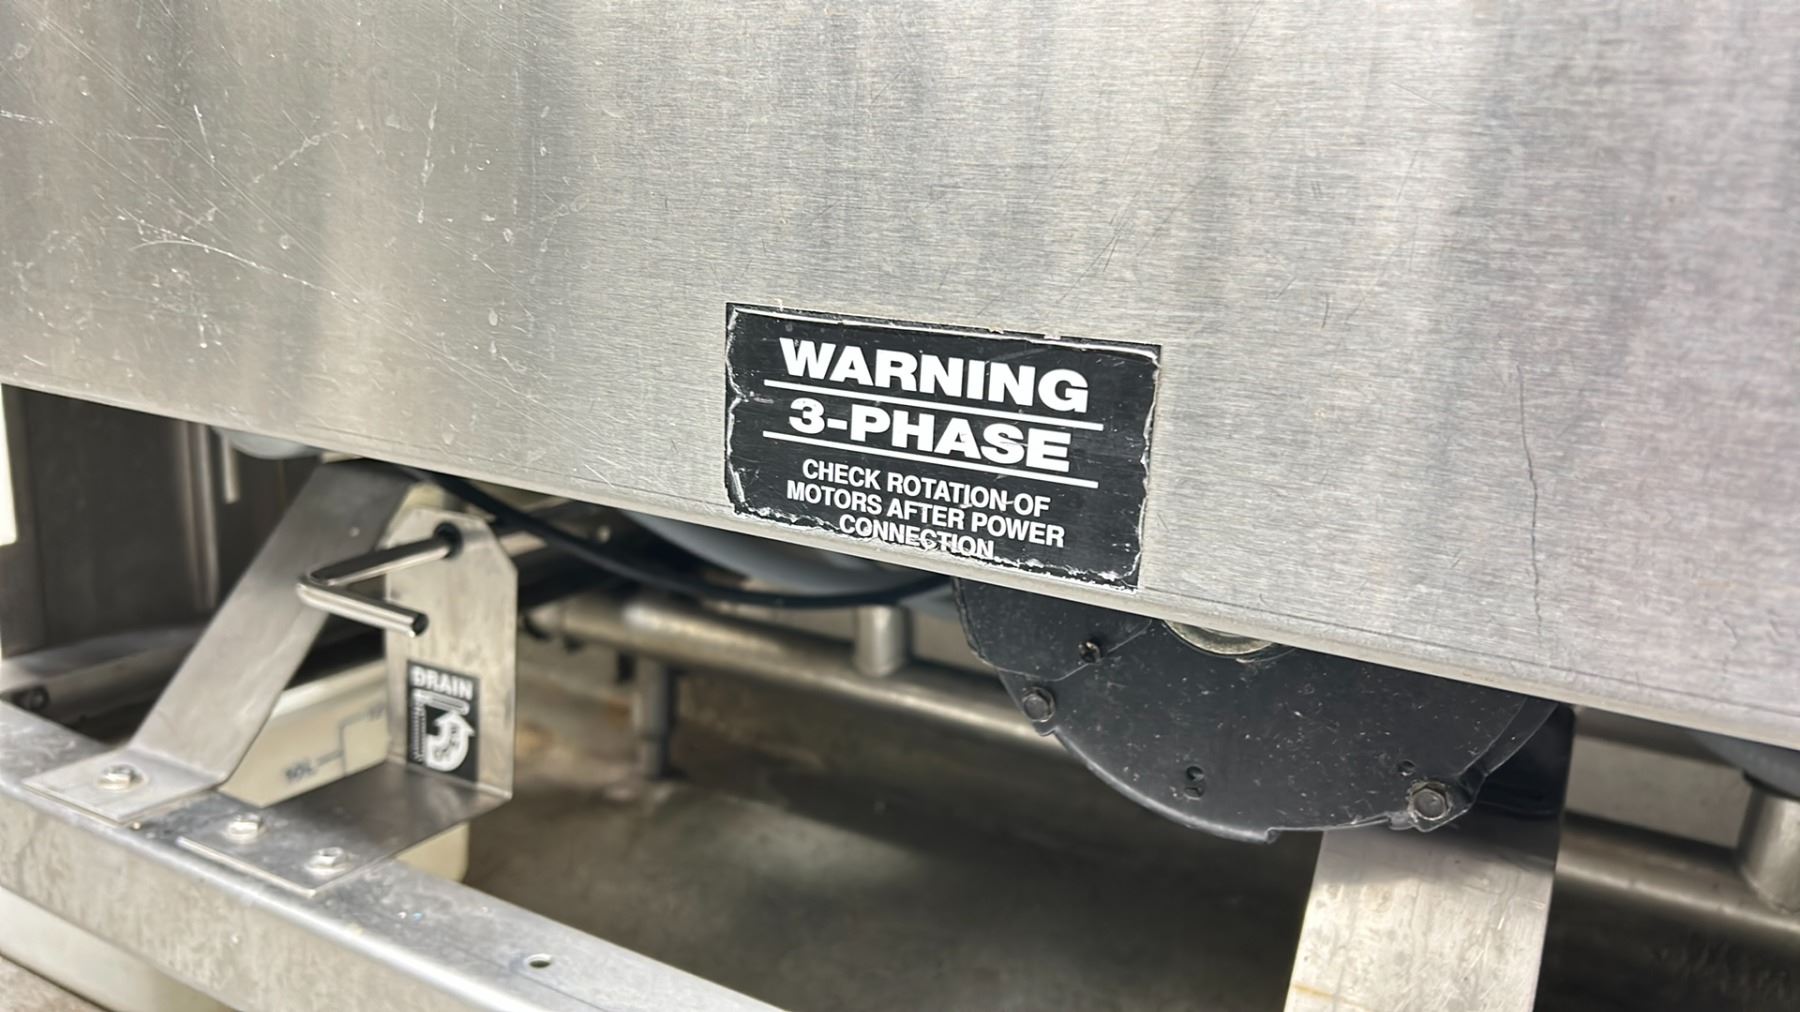 WARNING
3-PHASE
CHECK ROTATION OF
MOTORS AFTER POWER
CONNECTION
DRAIN